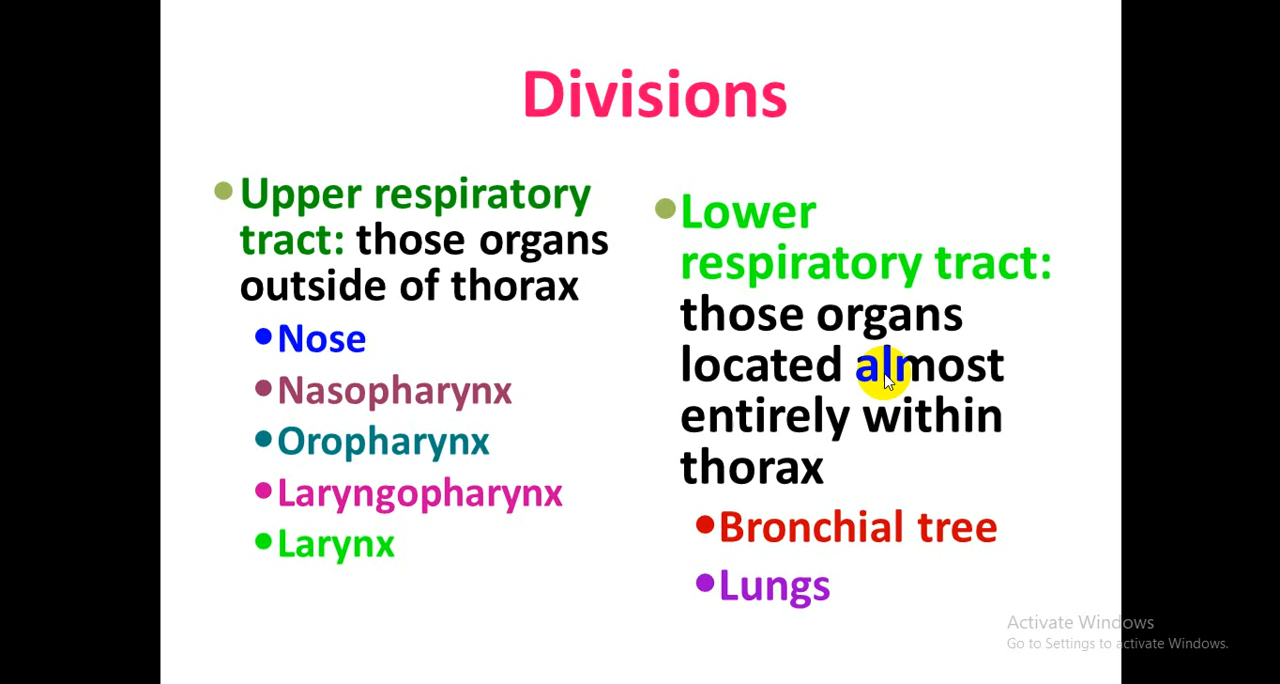 Divisions
•Upper respiratory
tract: those organs
outside of thorax
•Nose
•Nasopharynx
•Oropharynx
•Laryngopharynx
•Larynx
•Lower
respiratory tract:
those organs
located almost
entirely within
thorax
•Bronchial tree
•Lungs
Activate Windows
Go to Settings to activate Windows.